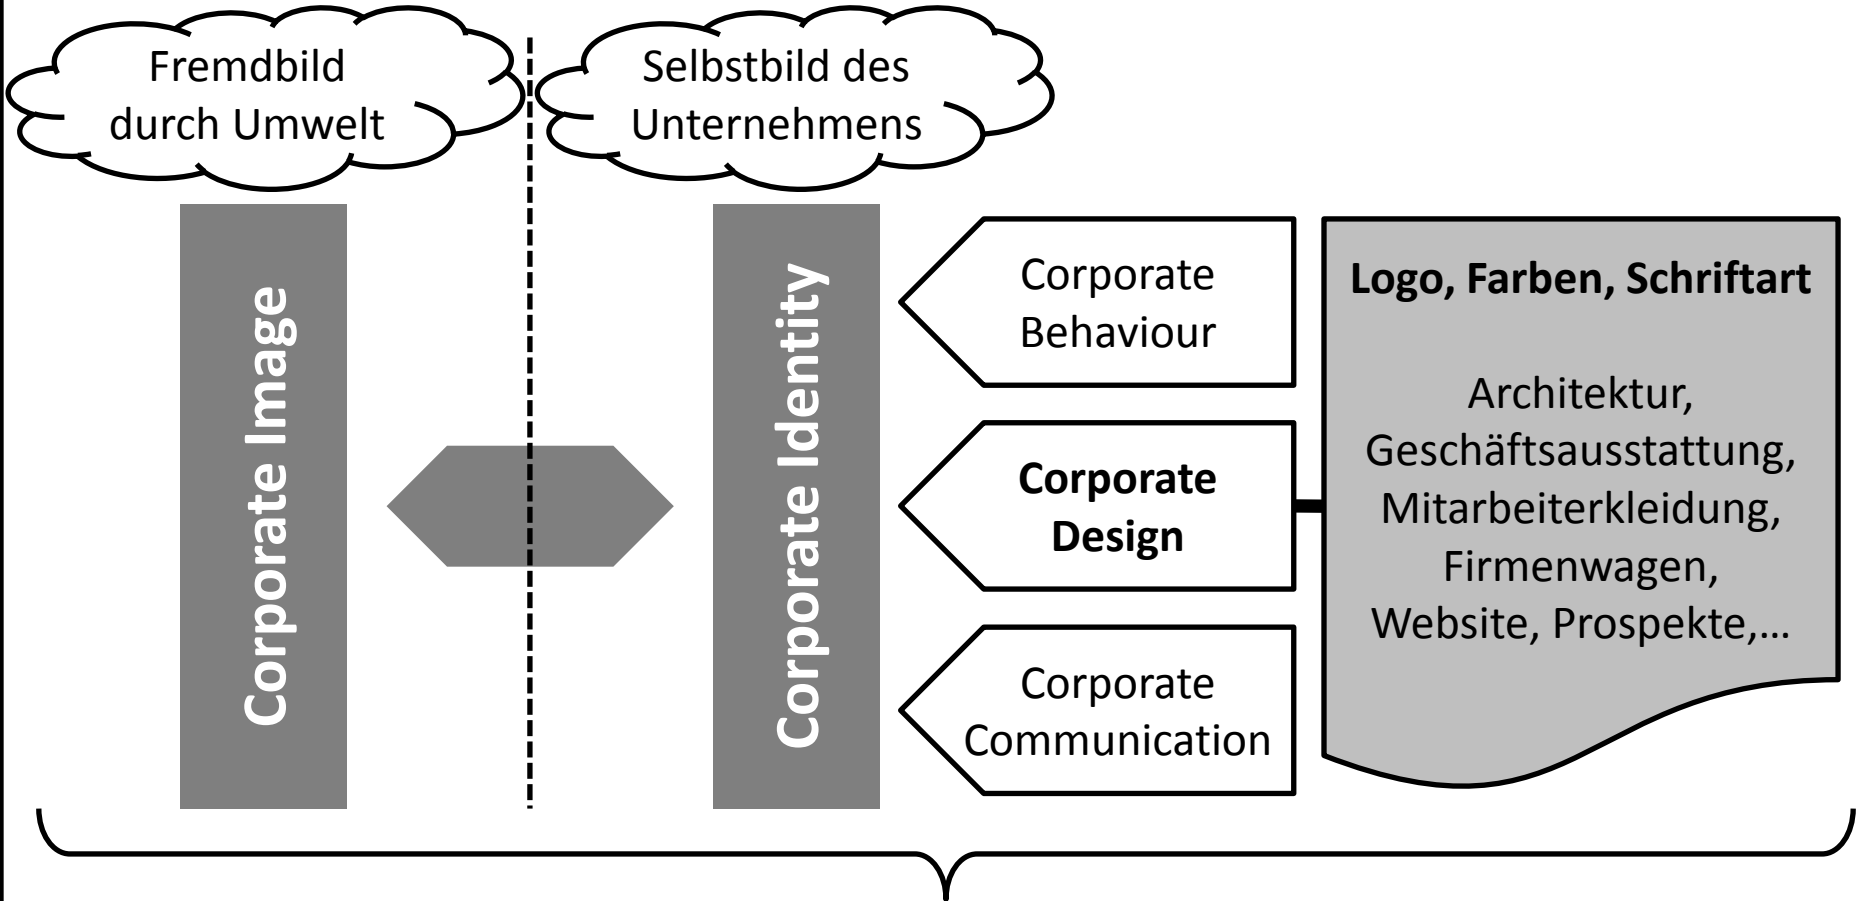 Fremdbild
durch Umwelt
Selbstbild des
Unternehmens
Corporate Image
Corporate Identity
Corporate
Behaviour
Corporate
Design
Corporate
Communication
Logo, Farben, Schriftart
Architektur,
Geschäftsausstattung,
Mitarbeiterkleidung,
Firmenwagen,
Website, Prospekte,...